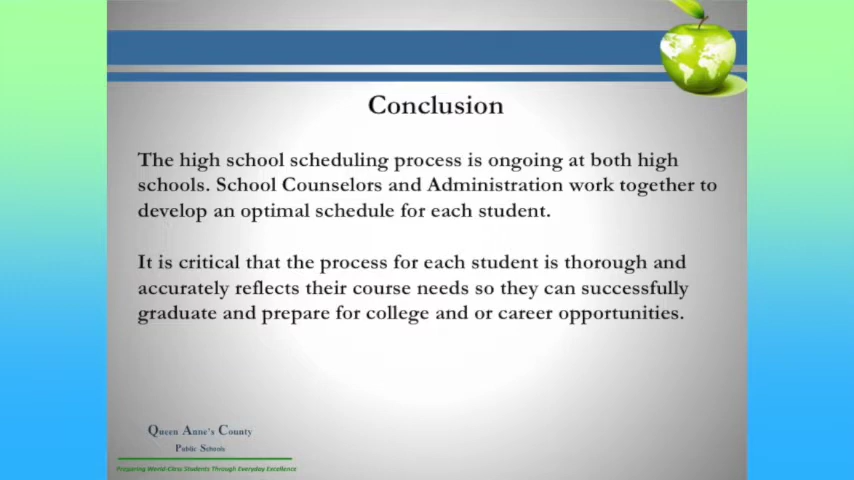 Conclusion
The high school scheduling process is ongoing at both high
schools. School Counselors and Administration work together to
develop an optimal schedule for each student.
It is critical that the process for each student is thorough and
accurately reflects their course needs so they can successfully
graduate and prepare for college and or career opportunities.
Queen Anne's County
Public Schools
Preparing World-Class Students Through Everyday Excellence